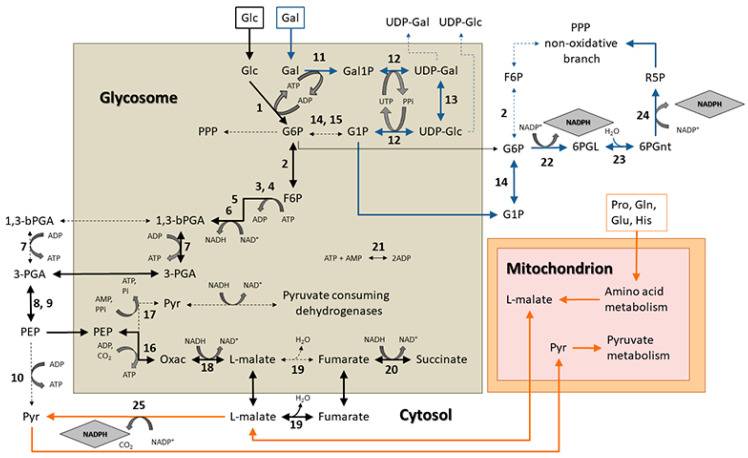 Glc Gal UDP-Gal UDP-Glc PPP
non-oxidative
branch
11 12
Glc Gal Gal1P UDP-Gal F6P R5P
ATP
Glycosome ADP UTP PPi 13 NADPH
1 24
14, 15 2 NADP⁺ NADPH NADP⁺
PPP G6P G1P UDP-Glc H₂O
12 G6P 6PGL 6PGnt
2 22 23
3, 4 14
5 F6P Pro, Gln,
Glu, His
1,3-bPGA 1,3-bPGA 6 ADP ATP G1P
NADH NAD⁺
7 ADP ADP 7 21
ATP ATP ATP + AMP 2ADP
Mitochondrion
3-PGA 3-PGA
ATP,
Pi NADH NAD⁺
8, 9 AMP,
PPi Pyr Pyruvate consuming
dehydrogenases
L-malate Amino acid
metabolism
17
PEP PEP
ADP,
CO₂ 16 NADH NAD⁺ H₂O NADH NAD⁺ Pyr Pyruvate
metabolism
ADP Oxac L-malate Fumarate Succinate
10 ATP ATP 18 19 20
25 H₂O
Pyr L-malate Fumarate Cytosol
19
NADPH CO₂ NADP⁺